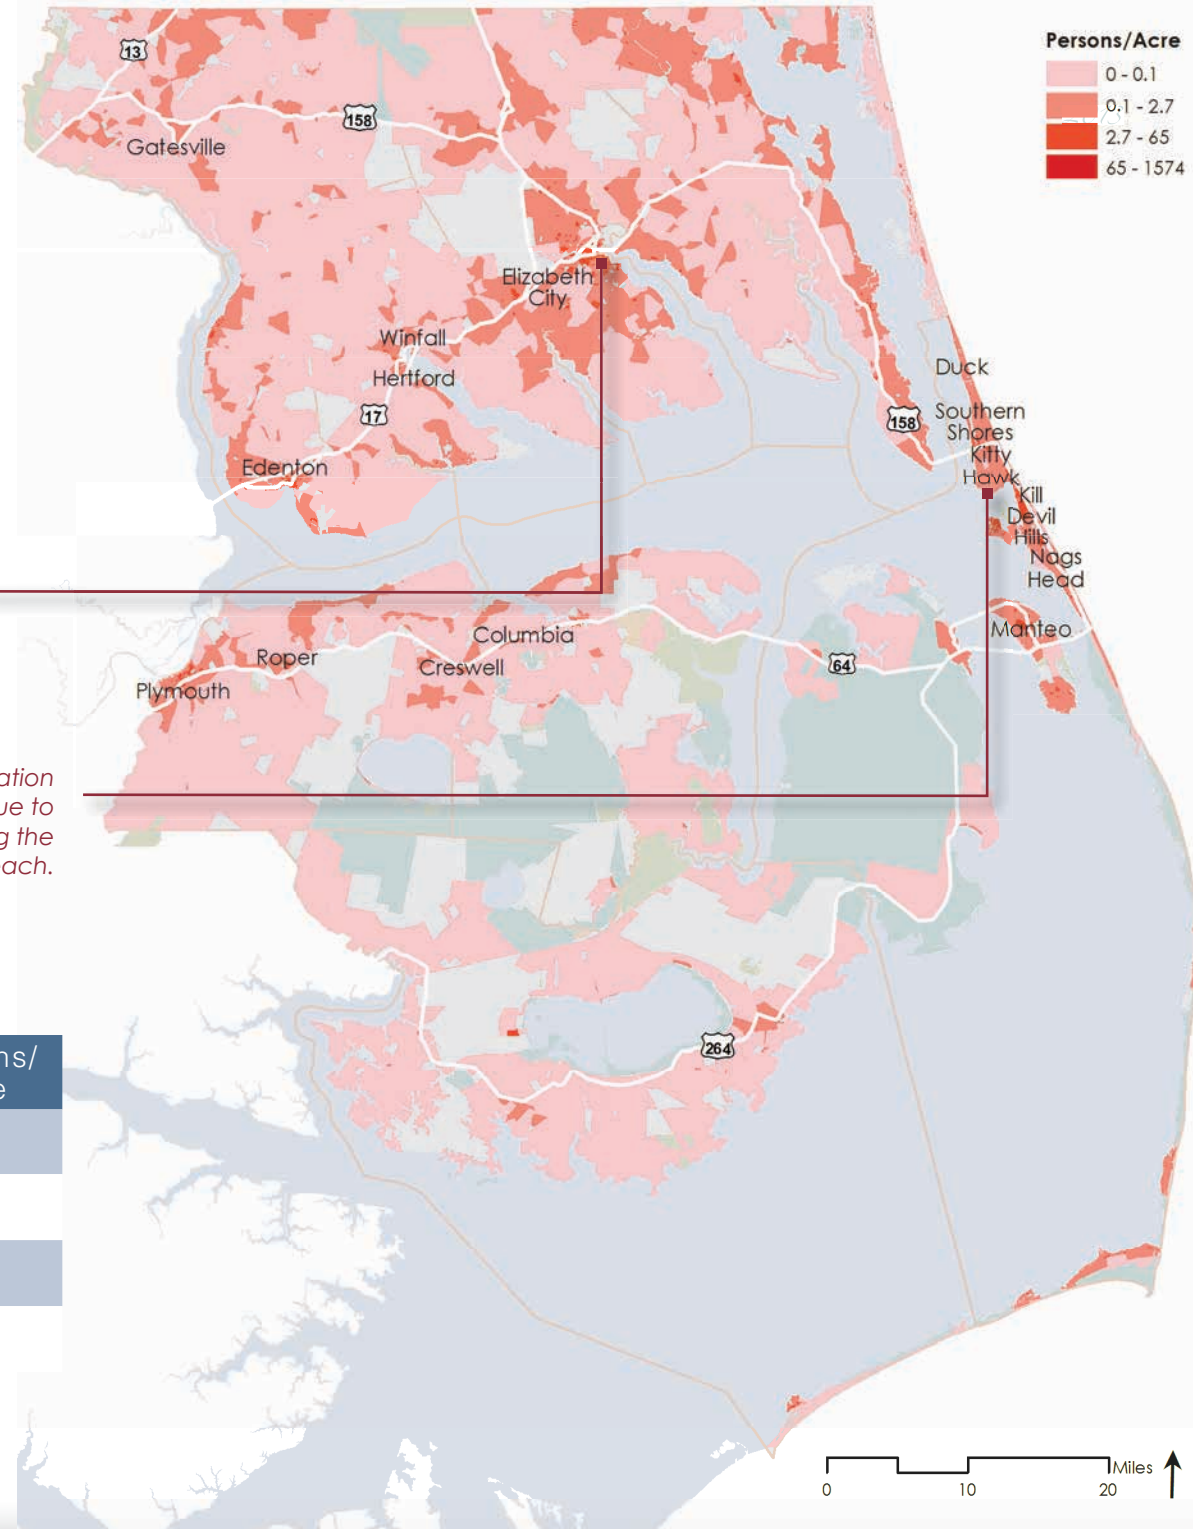 Persons/Acre
0 - 0.1
0.1 - 2.7
2.7 - 65
65 - 1574
13
158
Gatesville
Elizabeth
City
Winfall
Hertford
17
Edenton
Duck
158
Southern
Shores
Kitty
Hawk
Kill
Devil
Hills
Nags
Head
Columbia
Manteo
Roper
Creswell
64
Plymouth
ation
ue to
g the
ach.
264
ns/
e
Miles
0 10 20